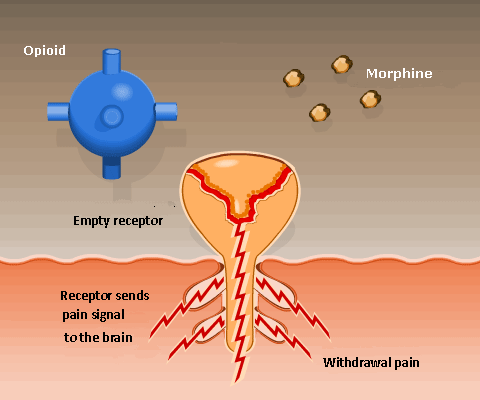 Opioid
Morphine
Empty receptor
Receptor sends
pain signal
to the brain
Withdrawal pain